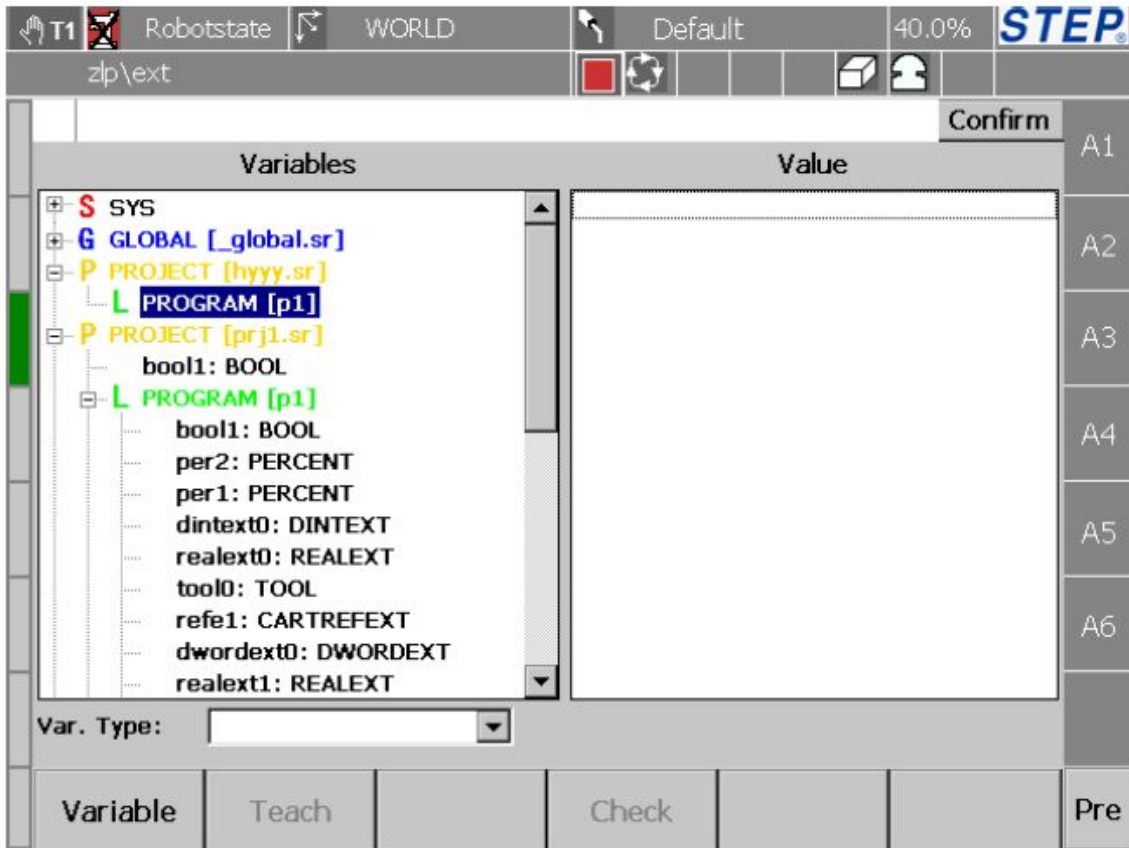 T1 Robotstate WORLD Default 40.0% STEP®
zlp\ext
Confirm
A1
Variables Value
S SYS
G GLOBAL [_global.sr]
A2
P PROJECT [hyyy.sr]
L PROGRAM [p1]
P PROJECT [prj1.sr]
A3
bool1: BOOL
L PROGRAM [p1]
bool1: BOOL
A4
per2: PERCENT
per1: PERCENT
dintext0: DINTEXT
A5
realext0: REALEXT
tool0: TOOL
refe1: CARTREFEXT
A6
dwordext0: DWORDEXT
realext1: REALEXT
Var. Type:
Variable Teach Check Pre